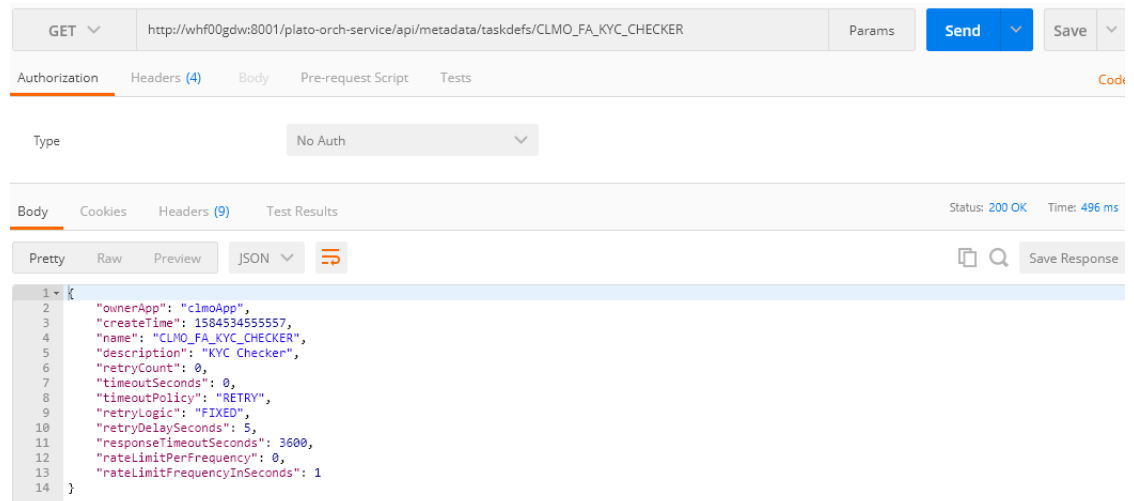 GET http://whf00gdw:8001/plato-orch-service/api/metadata/taskdefs/CLMO_FA_KYC_CHECKER Params Send Save
Authorization Headers (4) Body Pre-request Script Tests Code
Type No Auth
Body Cookies Headers (9) Test Results Status: 200 OK Time: 496 ms
Pretty Raw Preview JSON Save Response
1 {
2 "ownerApp": "clmoApp",
3 "createTime": 1584534555557,
4 "name": "CLMO_FA_KYC_CHECKER",
5 "description": "KYC Checker",
6 "retryCount": 0,
7 "timeoutSeconds": 0,
8 "timeoutPolicy": "RETRY",
9 "retryLogic": "FIXED",
10 "retryDelaySeconds": 5,
11 "responseTimeoutSeconds": 3600,
12 "rateLimitPerFrequency": 0,
13 "rateLimitFrequencyInSeconds": 1
14 }